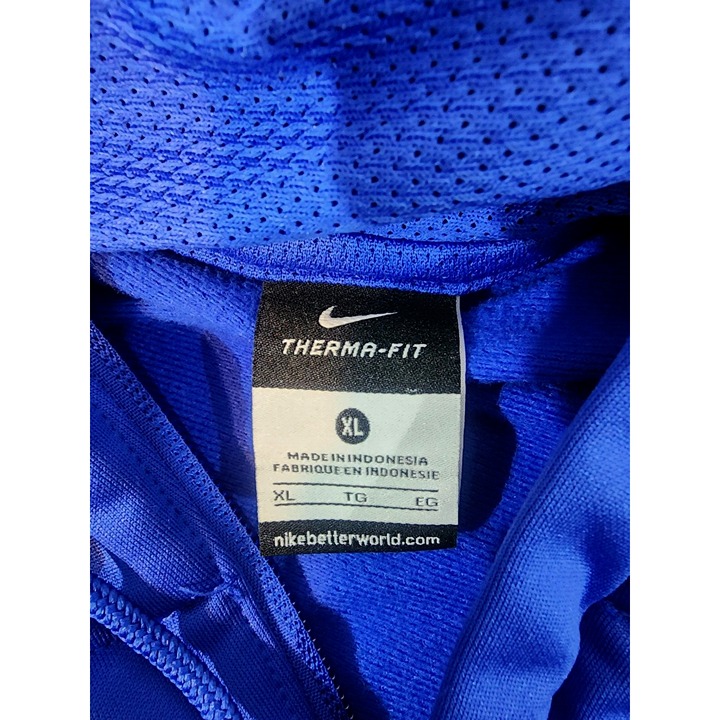 THERMA-FIT
XL
MADE IN INDONESIA
FABRIQUE EN INDONESIE
XL TG EG
nikebetterworld.com